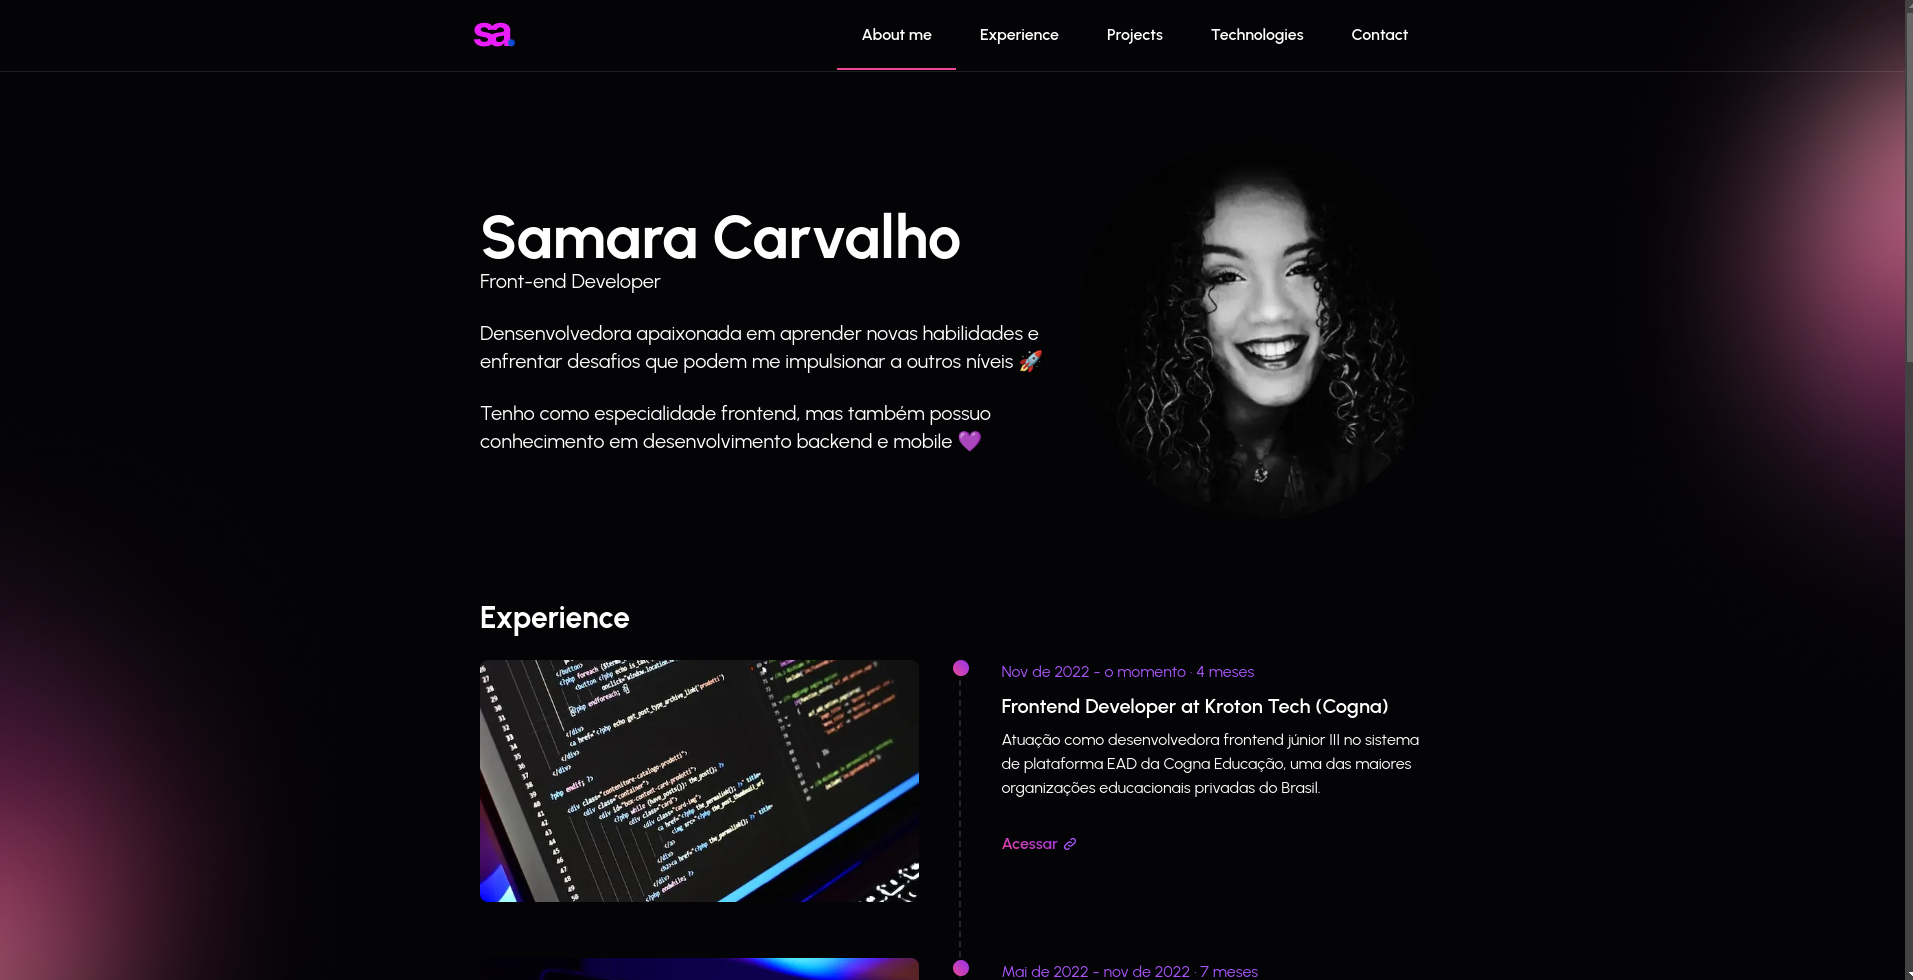 sa.
About me
Experience
Projects
Technologies
Contact
Samara Carvalho
Front-end Developer
Densenvolvedora apaixonada em aprender novas habilidades e
enfrentar desafios que podem me impulsionar a outros níveis 🚀
Tenho como especialidade frontend, mas também possuo
conhecimento em desenvolvimento backend e mobile 💜
Experience
Nov de 2022 - o momento · 4 meses
Frontend Developer at Kroton Tech (Cogna)
Atuação como desenvolvedora frontend júnior III no sistema
de plataforma EAD da Cogna Educação, uma das maiores
organizações educacionais privadas do Brasil.
Acessar
Mai de 2022 - nov de 2022 · 7 meses